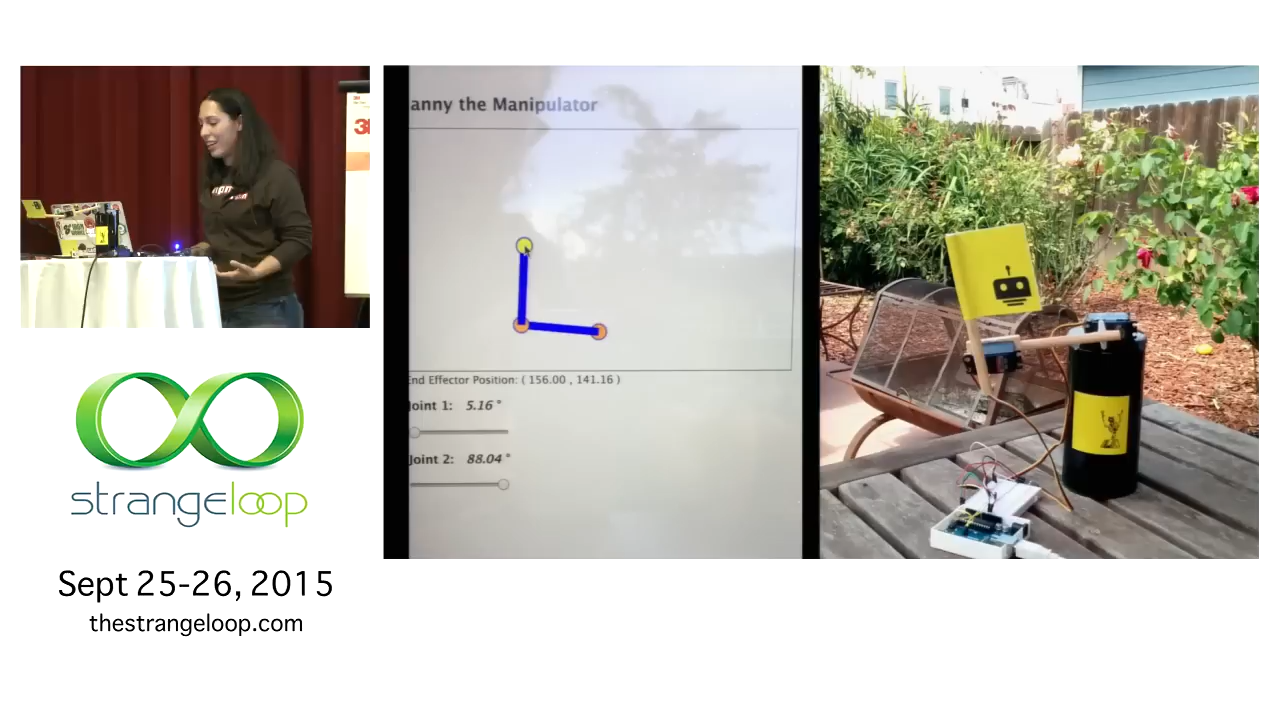 anny the Manipulator
End Effector Position: ( 156.00 , 141.16 )
Joint 1: 5.16 °
Joint 2: 88.04 °
strangeloop
Sept 25-26, 2015
thestrangeloop.com